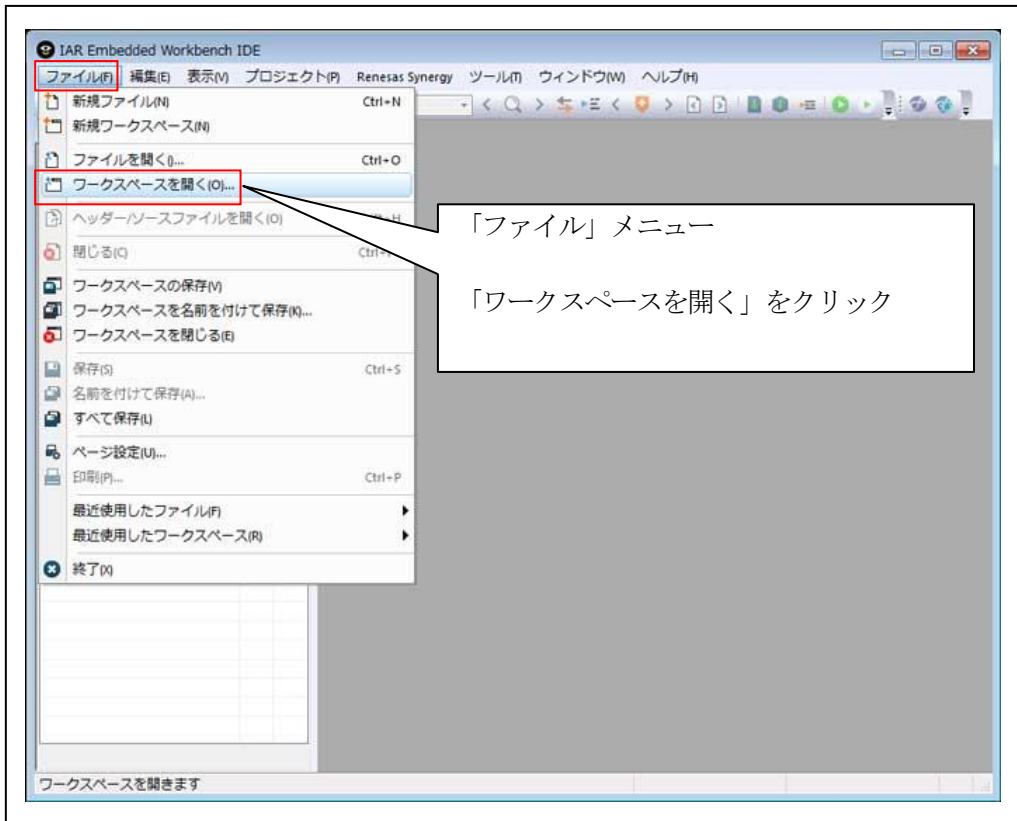 IAR Embedded Workbench IDE
ファイル(F) 編集(E) 表示(V) プロジェクト(P) Renesas Synergy ツール(T) ウィンドウ(W) ヘルプ(H)
新規ファイル(N) Ctrl+N
新規ワークスペース(N)
ファイルを開く()... Ctrl+O
ワークスペースを開く(O)...
ヘッダー/ソースファイルを開く(O)
閉じる(C)
ワークスペースの保存(V)
ワークスペースを名前を付けて保存(K)...
ワークスペースを閉じる(E)
保存(S) Ctrl+S
名前を付けて保存(A)...
すべて保存(L)
ページ設定(U)...
印刷(P)... Ctrl+P
最近使用したファイル(F)
最近使用したワークスペース(R)
終了(X)
「ファイル」メニュー
「ワークスペースを開く」をクリック
ワークスペースを開きます